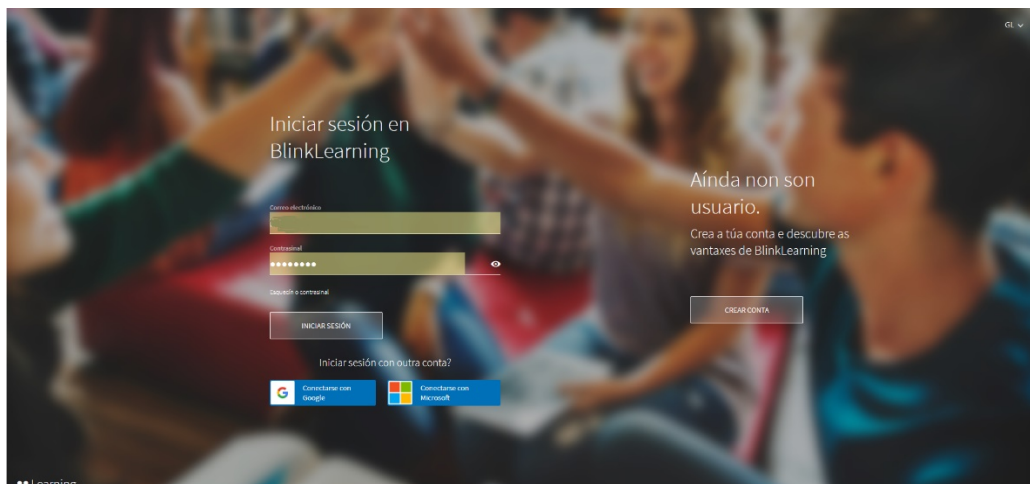 GL
Iniciar sesión en
BlinkLearning
Correo electrónico
Contrasinal
Esquecín o contrasinal
INICIAR SESIÓN
Iniciar sesión con outra conta?
Conectarse con
Google
Conectarse con
Microsoft
Aínda non son
usuario.
Crea a túa conta e descubre as
vantaxes de BlinkLearning
CREAR CONTA
Learning